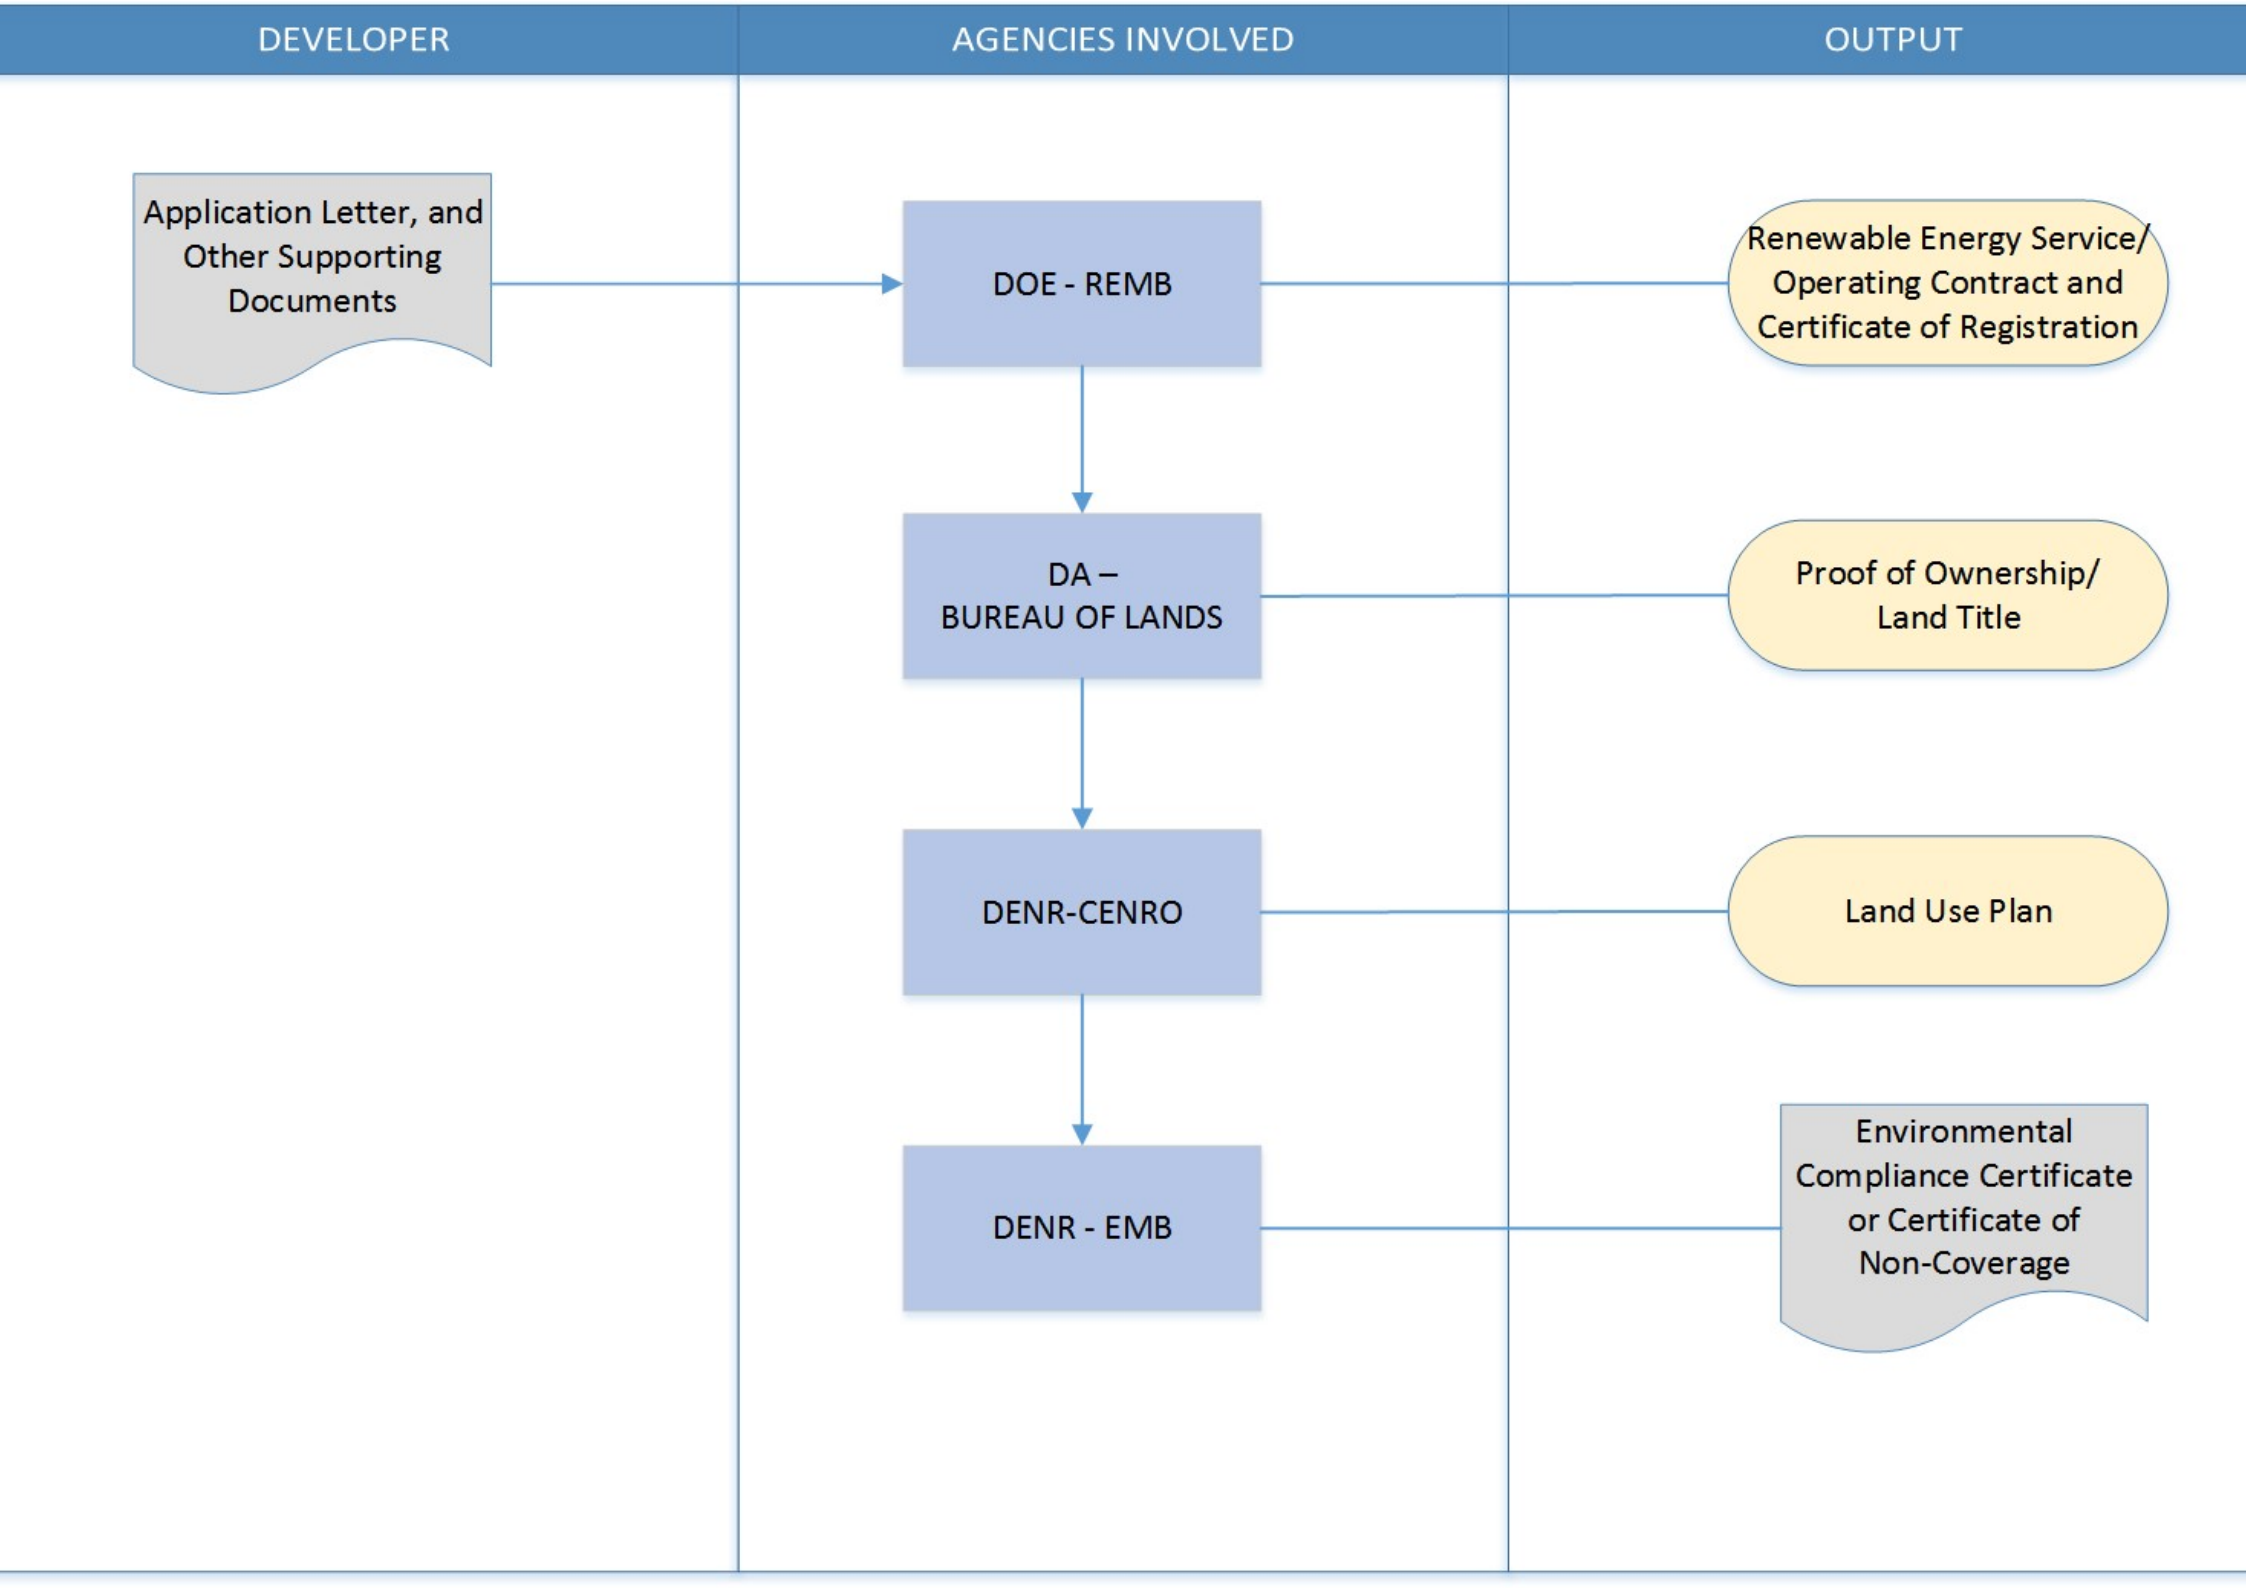 DEVELOPER
AGENCIES INVOLVED
OUTPUT
Application Letter, and
Other Supporting
Documents
DOE - REMB
Renewable Energy Service/
Operating Contract and
Certificate of Registration
DA –
BUREAU OF LANDS
Proof of Ownership/
Land Title
DENR-CENRO
Land Use Plan
DENR - EMB
Environmental
Compliance Certificate
or Certificate of
Non-Coverage